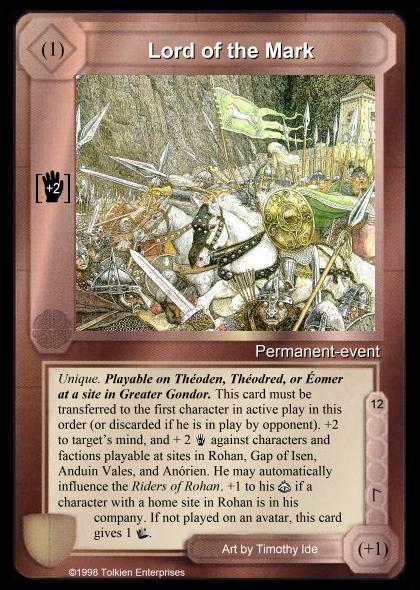 (1)
Lord of the Mark
[+2]
Permanent-event
Unique. Playable on Théoden, Théodred, or Éomer
at a site in Greater Gondor. This card must be
transferred to the first character in active play in this
order (or discarded if he is in play by opponent). +2
to target's mind, and + 2 against characters and
factions playable at sites in Rohan, Gap of Isen,
Anduin Vales, and Anórien. He may automatically
influence the Riders of Rohan. +1 to his if a
character with a home site in Rohan is in his
company. If not played on an avatar, this card
gives 1 .
12
Art by Timothy Ide
(+1)
©1998 Tolkien Enterprises